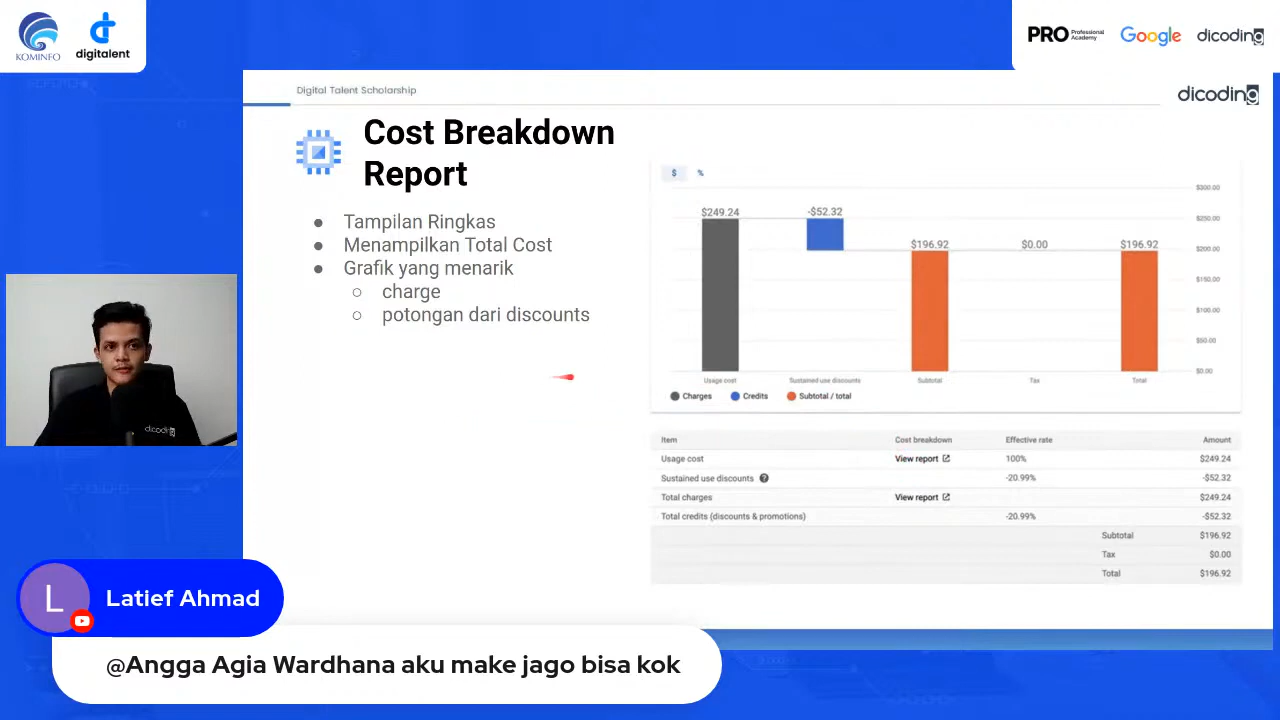 KOMINFO
digitalent
PRO Professional Academy
Google
dicoding
Digital Talent Scholarship
dicoding
Cost Breakdown
Report
● Tampilan Ringkas
● Menampilkan Total Cost
● Grafik yang menarik
○ charge
○ potongan dari discounts
$ %
$300.00
$249.24 -$52.32 $250.00
$196.92 $0.00 $196.92 $200.00
$150.00
$100.00
$50.00
$0.00
Usage cost Sustained use discounts Subtotal Tax Total
Charges Credits Subtotal / total
Item Cost breakdown Effective rate Amount
Usage cost View report 100% $249.24
Sustained use discounts ? -20.99% -$52.32
Total charges View report $249.24
Total credits (discounts & promotions) -20.99% -$52.32
Subtotal $196.92
Tax $0.00
Total $196.92
dicoding
L
Latief Ahmad
@Angga Agia Wardhana aku make jago bisa kok